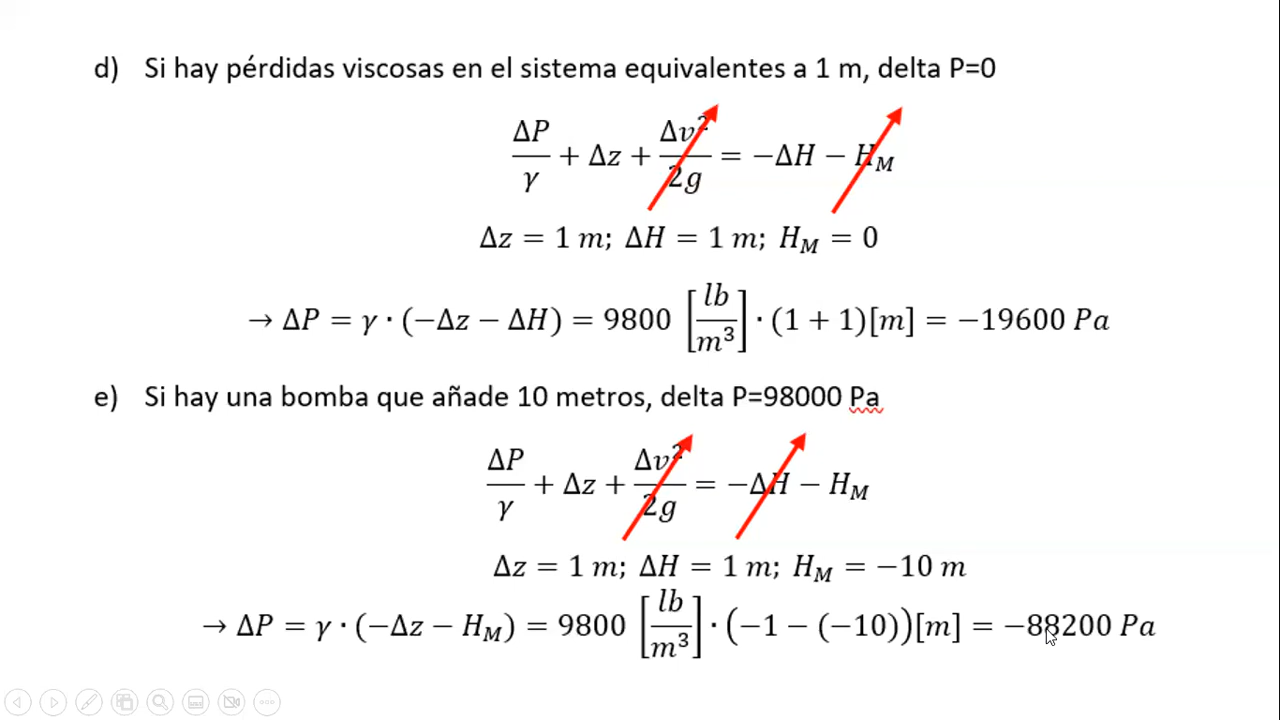 d) Si hay pérdidas viscosas en el sistema equivalentes a 1 m, delta P=0
ΔP/γ + Δz + Δv²/2g = −ΔH − H_M
Δz = 1 m; ΔH = 1 m; H_M = 0
→ ΔP = γ · (−Δz − ΔH) = 9800 [lb/m³] · (1 + 1)[m] = −19600 Pa
e) Si hay una bomba que añade 10 metros, delta P=98000 Pa
ΔP/γ + Δz + Δv²/2g = −ΔH − H_M
Δz = 1 m; ΔH = 1 m; H_M = −10 m
→ ΔP = γ · (−Δz − H_M) = 9800 [lb/m³] · (−1 − (−10))[m] = −88200 Pa